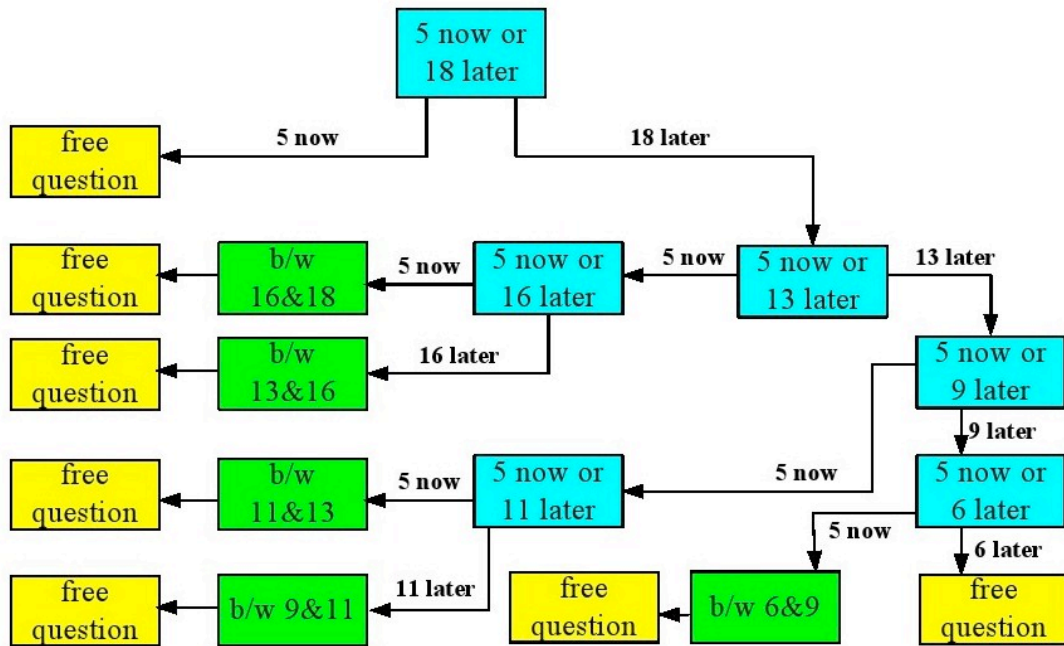 5 now or
18 later
5 now
18 later
free
question
free
question
b/w
16&18
5 now
5 now or
16 later
5 now
5 now or
13 later
13 later
free
question
b/w
13&16
16 later
5 now or
9 later
9 later
free
question
b/w
11&13
5 now
5 now or
11 later
5 now
5 now or
6 later
5 now
6 later
free
question
b/w 9&11
11 later
free
question
b/w 6&9
free
question